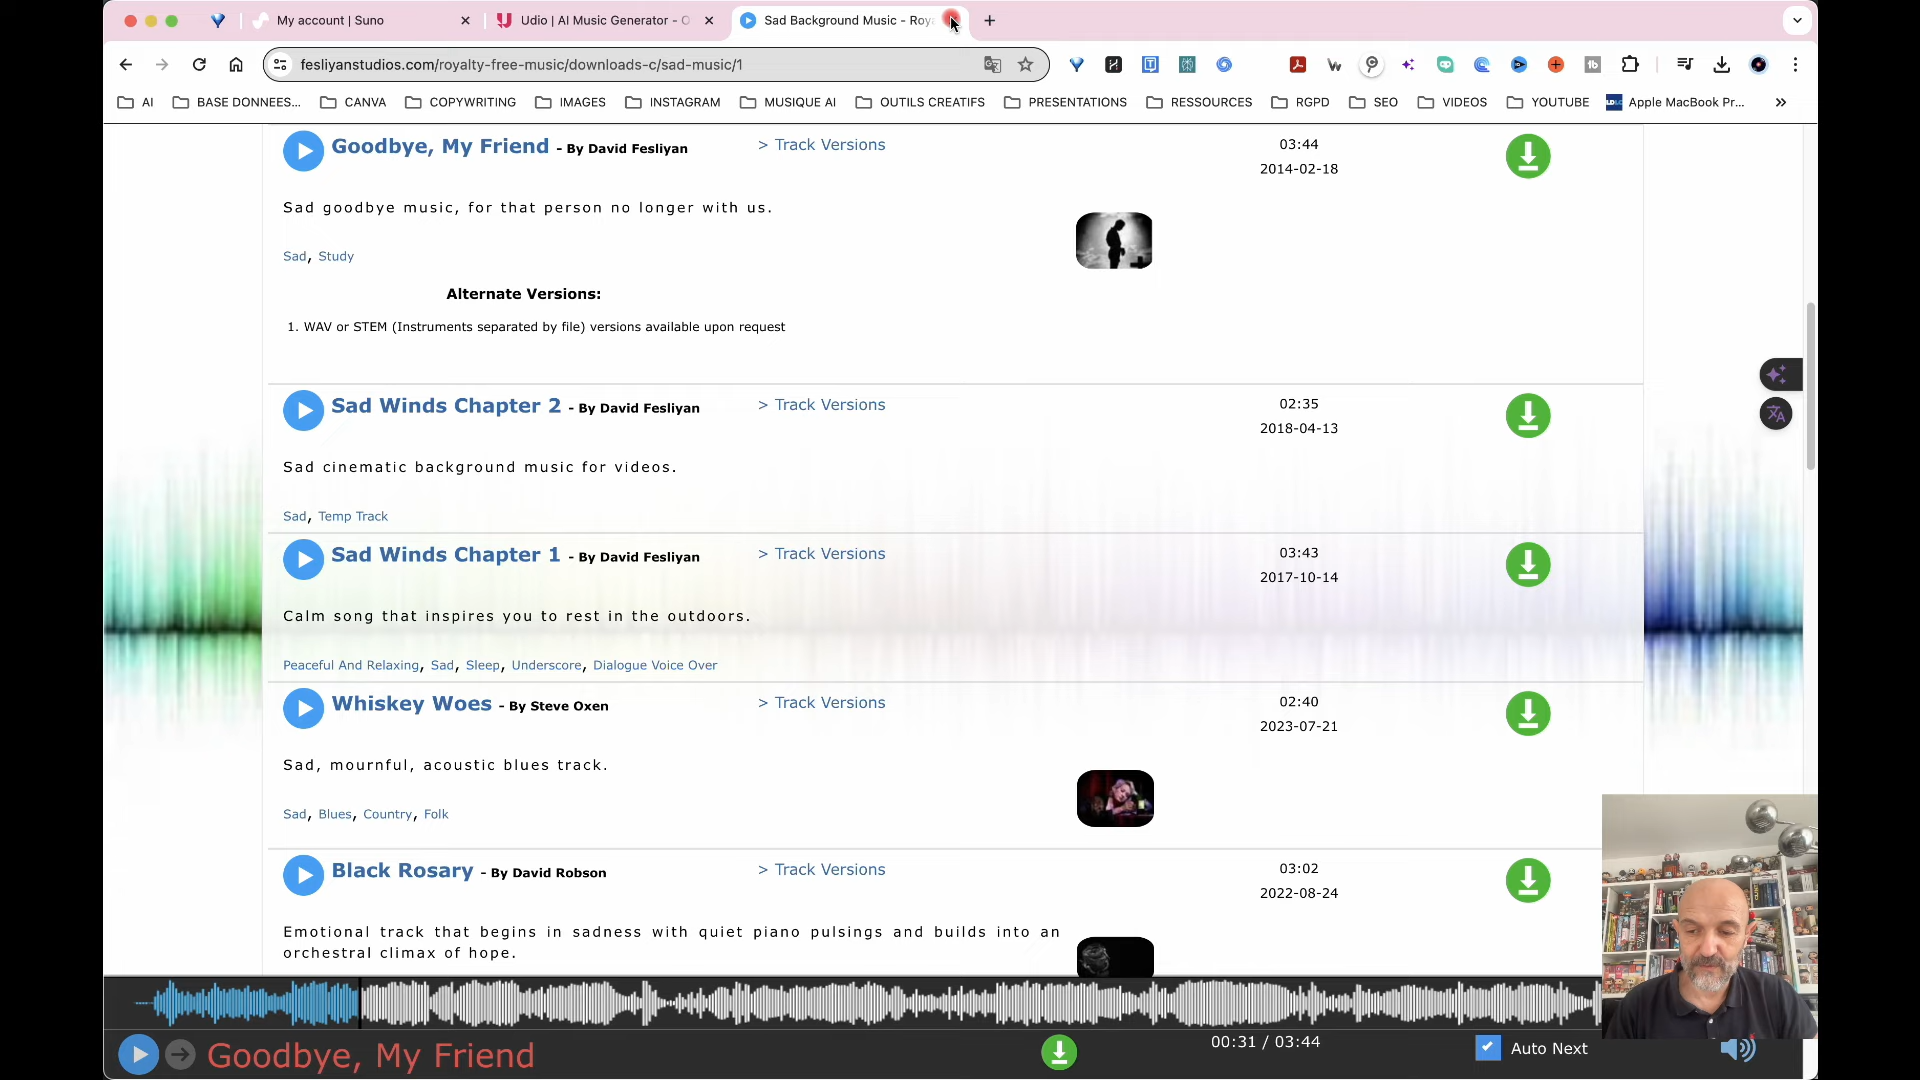 My account | Suno
Udio | AI Music Generator - O
Sad Background Music - Roya
fesliyanstudios.com/royalty-free-music/downloads-c/sad-music/1
AI
BASE DONNEES...
CANVA
COPYWRITING
IMAGES
INSTAGRAM
MUSIQUE AI
OUTILS CREATIFS
PRESENTATIONS
RESSOURCES
RGPD
SEO
VIDEOS
YOUTUBE
Apple MacBook Pr...
Goodbye, My Friend - By David Fesliyan
> Track Versions
03:44
2014-02-18
Sad goodbye music, for that person no longer with us.
Sad, Study
Alternate Versions:
1. WAV or STEM (Instruments separated by file) versions available upon request
Sad Winds Chapter 2 - By David Fesliyan
> Track Versions
02:35
2018-04-13
Sad cinematic background music for videos.
Sad, Temp Track
Sad Winds Chapter 1 - By David Fesliyan
> Track Versions
03:43
2017-10-14
Calm song that inspires you to rest in the outdoors.
Peaceful And Relaxing, Sad, Sleep, Underscore, Dialogue Voice Over
Whiskey Woes - By Steve Oxen
> Track Versions
02:40
2023-07-21
Sad, mournful, acoustic blues track.
Sad, Blues, Country, Folk
Black Rosary - By David Robson
> Track Versions
03:02
2022-08-24
Emotional track that begins in sadness with quiet piano pulsings and builds into an
orchestral climax of hope.
Goodbye, My Friend
00:31 / 03:44
Auto Next